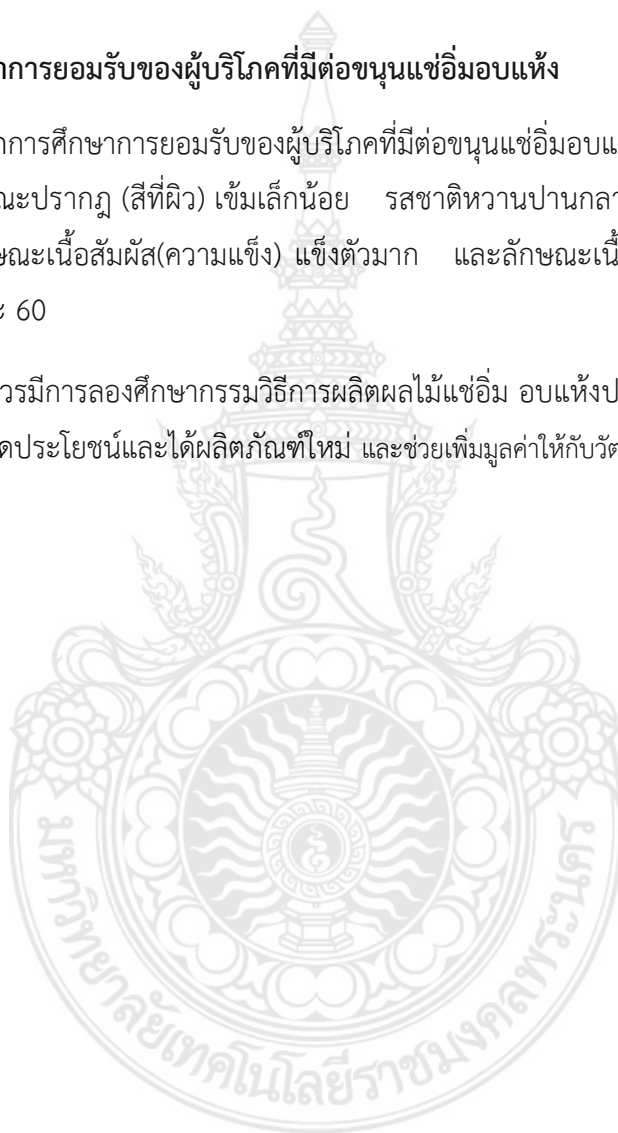 าการยอมรับของผู้บริโภคที่มีต่อขนุนแช่อิ่มอบแห้ง
ากการศึกษาการยอมรับของผู้บริโภคที่มีต่อขนุนแช่อิ่มอบแ
ณะปรากฏ (สีที่ผิว) เข้มเล็กน้อย รสชาติหวานปานกลา
ษณะเนื้อสัมผัส(ความแข็ง) แข็งตัวมาก และลักษณะเนื้
ะ 60
ควรมีการลองศึกษากรรมวิธีการผลิตผลไม้แช่อิ่ม อบแห้งป
ดประโยชน์และได้ผลิตภัณฑ์ใหม่ และช่วยเพิ่มมูลค่าให้กับวัต
มหาวิทยาลัยเทคโนโลยีราชมงคลพระนคร